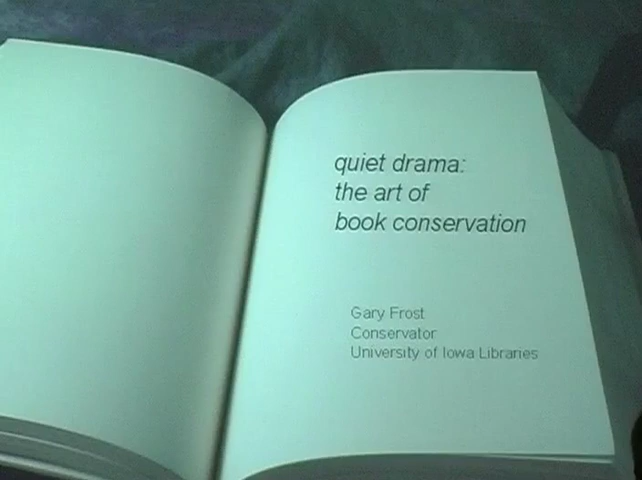 quiet drama:
the art of
book conservation
Gary Frost
Conservator
University of Iowa Libraries